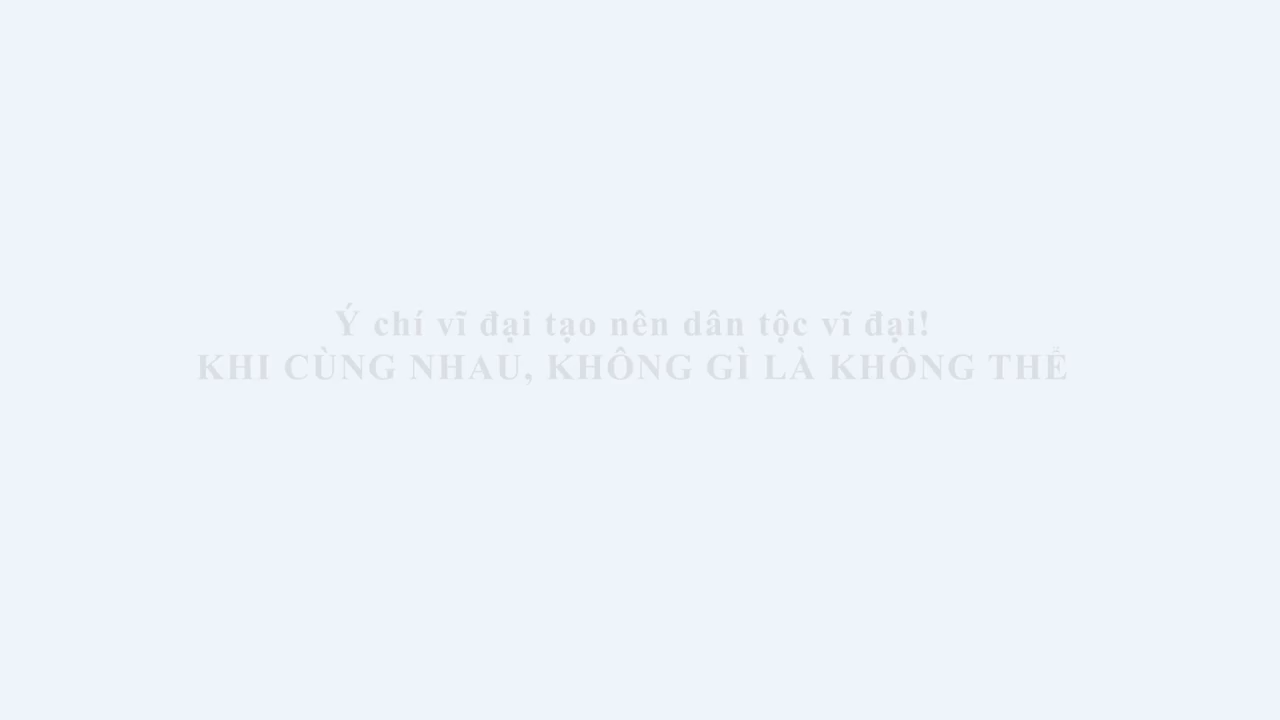 Ý chí vĩ đại tạo nên dân tộc vĩ đại!
KHI CÙNG NHAU, KHÔNG GÌ LÀ KHÔNG THỂ